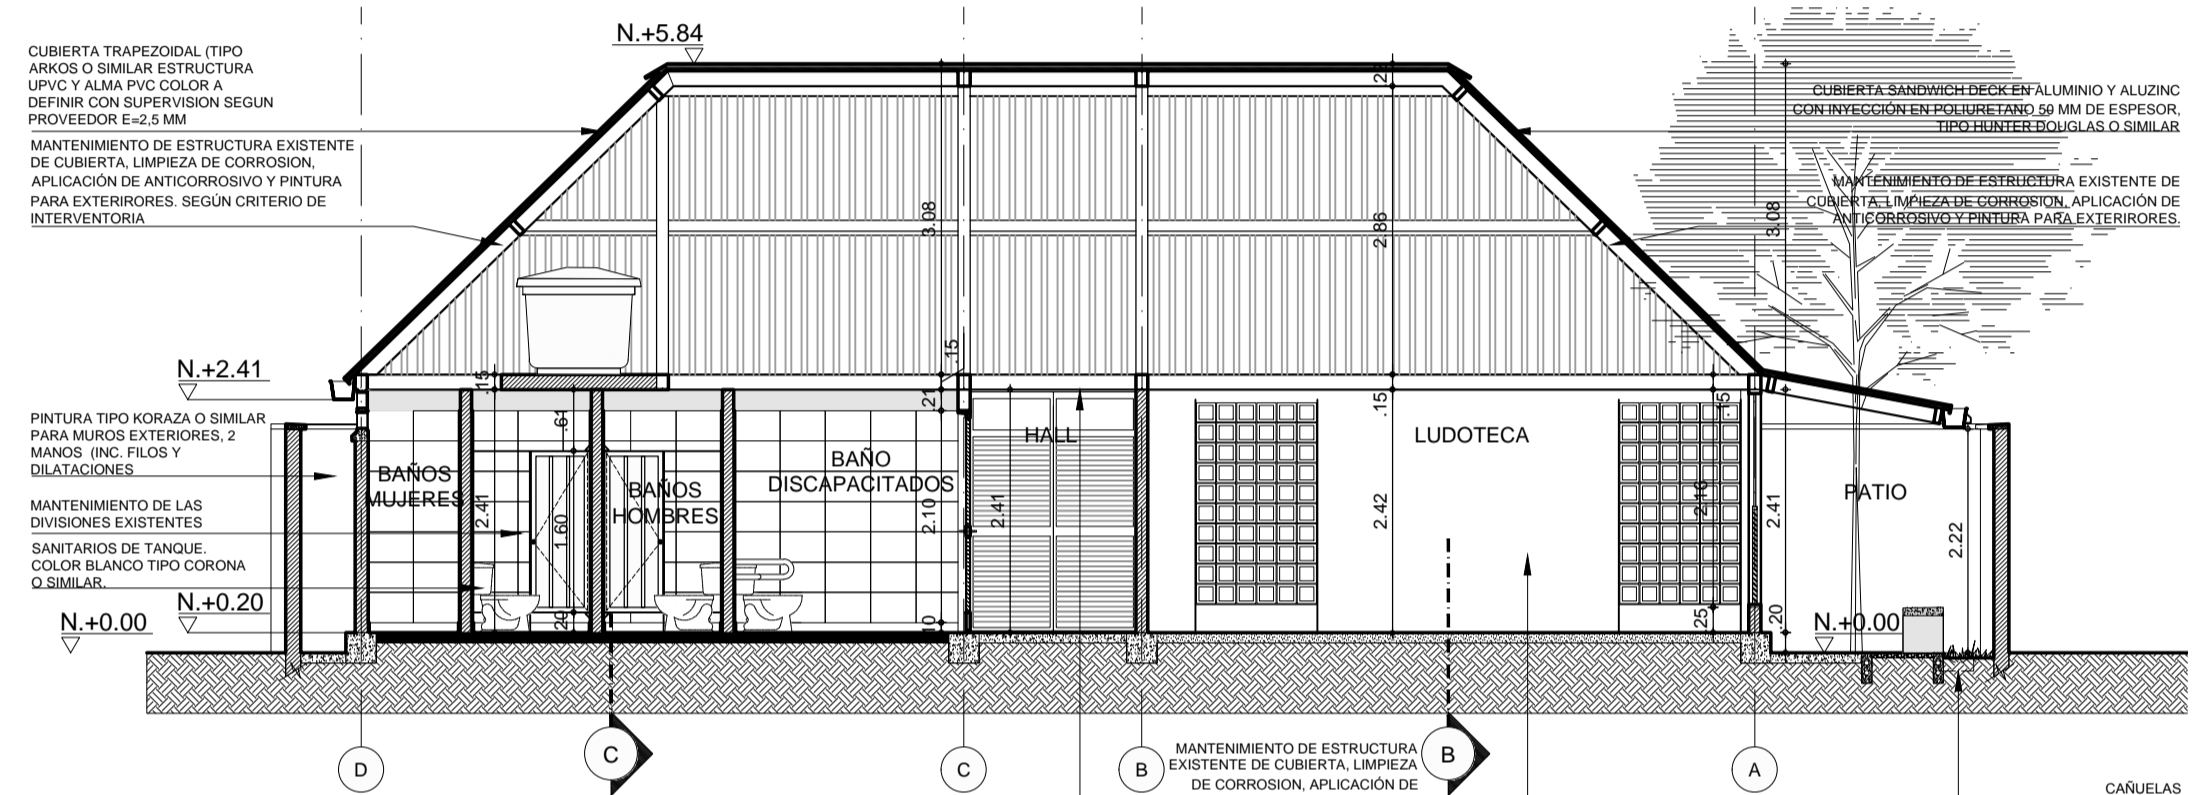 N.+5.84
CUBIERTA TRAPEZOIDAL (TIPO
ARKOS O SIMILAR ESTRUCTURA
UPVC Y ALMA PVC COLOR A
DEFINIR CON SUPERVISION SEGUN
PROVEEDOR E=2,5 MM
MANTENIMIENTO DE ESTRUCTURA EXISTENTE
DE CUBIERTA, LIMPIEZA DE CORROSION,
APLICACIÓN DE ANTICORROSIVO Y PINTURA
PARA EXTERIRORES. SEGÚN CRITERIO DE
INTERVENTORIA
CUBIERTA SANDWICH DECK EN ALUMINIO Y ALUZINC
CON INYECCIÓN EN POLIURETANO 50 MM DE ESPESOR,
TIPO HUNTER DOUGLAS O SIMILAR
MANTENIMIENTO DE ESTRUCTURA EXISTENTE DE
CUBIERTA, LIMPIEZA DE CORROSION, APLICACIÓN DE
ANTICORROSIVO Y PINTURA PARA EXTERIRORES.
3.08
2.86
3.08
N.+2.41
.15
.15
.21
.61
.15
.15
PINTURA TIPO KORAZA O SIMILAR
PARA MUROS EXTERIORES, 2
MANOS (INC. FILOS Y
DILATACIONES
MANTENIMIENTO DE LAS
DIVISIONES EXISTENTES
SANITARIOS DE TANQUE.
COLOR BLANCO TIPO CORONA
O SIMILAR.
N.+0.20
N.+0.00
BAÑOS
MUJERES
2.41
1.60
.20
BAÑOS
HOMBRES
BAÑO
DISCAPACITADOS
2.10
.10
2.41
HALL
2.42
LUDOTECA
2.16
.25
2.41
.20
PATIO
2.22
N.+0.00
D
C
C
B
B
A
MANTENIMIENTO DE ESTRUCTURA
EXISTENTE DE CUBIERTA, LIMPIEZA
DE CORROSION, APLICACIÓN DE
CAÑUELAS